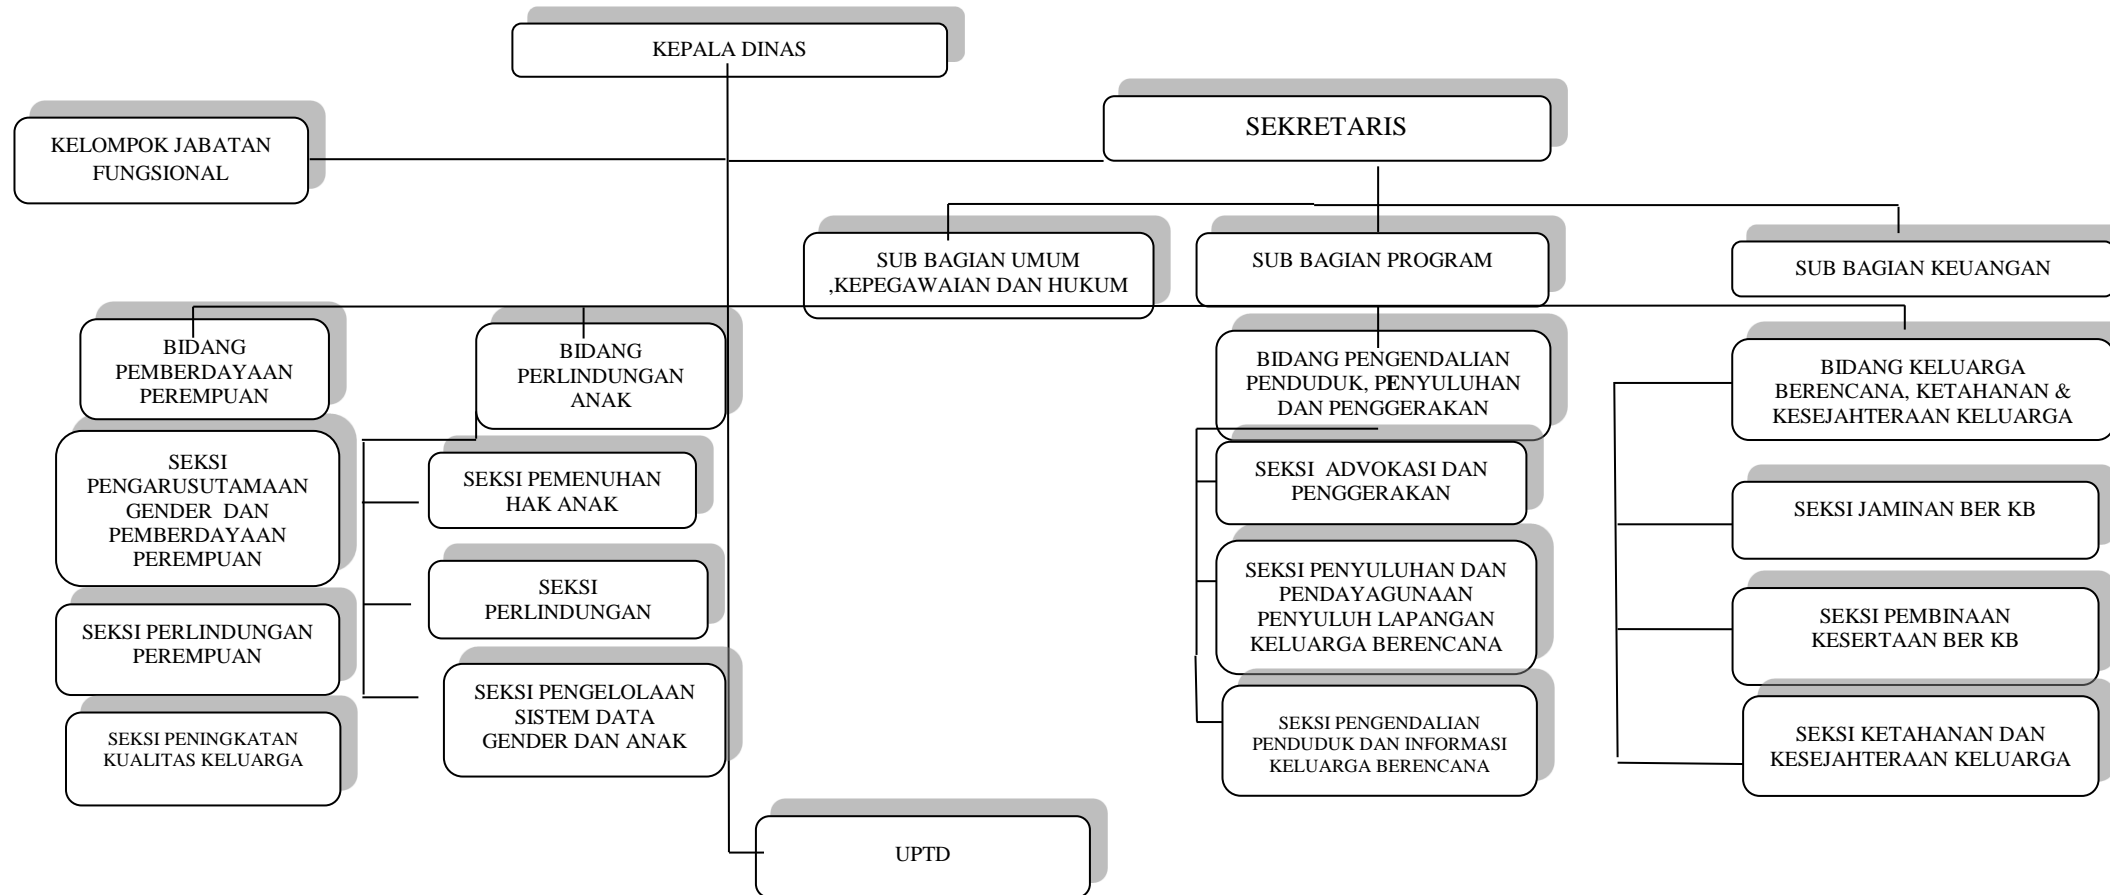 KEPALA DINAS
SEKRETARIS
KELOMPOK JABATAN
FUNGSIONAL
SUB BAGIAN UMUM
,KEPEGAWAIAN DAN HUKUM
SUB BAGIAN PROGRAM
SUB BAGIAN KEUANGAN
BIDANG
PEMBERDAYAAN
PEREMPUAN
BIDANG
PERLINDUNGAN
ANAK
BIDANG PENGENDALIAN
PENDUDUK, PENYULUHAN
DAN PENGGERAKAN
BIDANG KELUARGA
BERENCANA, KETAHANAN &
KESEJAHTERAAN KELUARGA
SEKSI
PENGARUSUTAMAAN
GENDER  DAN
PEMBERDAYAAN
PEREMPUAN
SEKSI PERLINDUNGAN
PEREMPUAN
SEKSI PENINGKATAN
KUALITAS KELUARGA
SEKSI PEMENUHAN
HAK ANAK
SEKSI
PERLINDUNGAN
SEKSI PENGELOLAAN
SISTEM DATA
GENDER DAN ANAK
SEKSI  ADVOKASI DAN
PENGGERAKAN
SEKSI PENYULUHAN DAN
PENDAYAGUNAAN
PENYULUH LAPANGAN
KELUARGA BERENCANA
SEKSI PENGENDALIAN
PENDUDUK DAN INFORMASI
KELUARGA BERENCANA
SEKSI JAMINAN BER KB
SEKSI PEMBINAAN
KESERTAAN BER KB
SEKSI KETAHANAN DAN
KESEJAHTERAAN KELUARGA
UPTD